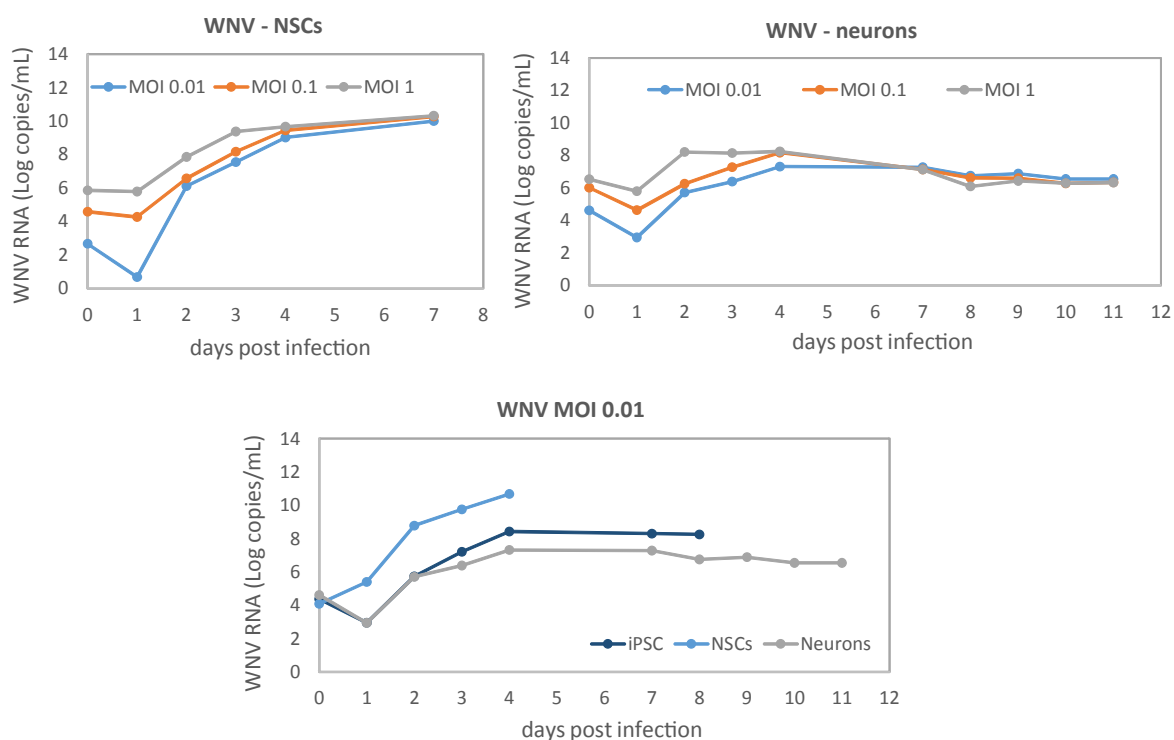 WNV - NSCs
WNV RNA (Log copies/mL)
14
12
10
8
6
4
2
0
MOI 0.01 MOI 0.1 MOI 1
0 1 2 3 4 5 6 7 8
days post infection
WNV - neurons
WNV RNA (Log copies/mL)
14
12
10
8
6
4
2
0
MOI 0.01 MOI 0.1 MOI 1
0 1 2 3 4 5 6 7 8 9 10 11 12
days post infection
WNV MOI 0.01
WNV RNA (Log copies/mL)
14
12
10
8
6
4
2
0
iPSC NSCs Neurons
0 1 2 3 4 5 6 7 8 9 10 11 12
days post infection